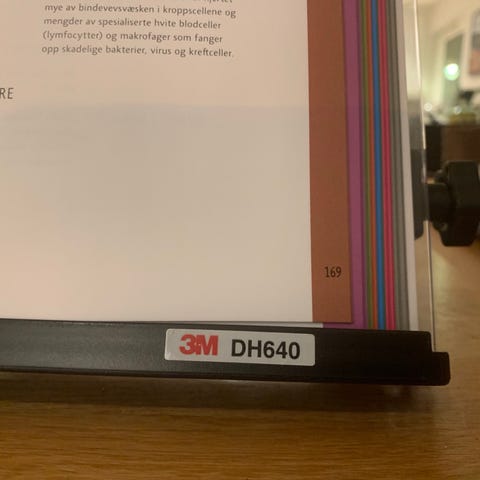 mye av bindevevsvæsken i kroppscellene og
mengder av spesialiserte hvite blodceller
(lymfocytter) og makrofager som fanger
opp skadelige bakterier, virus og kreftceller.
RE
169
3M DH640